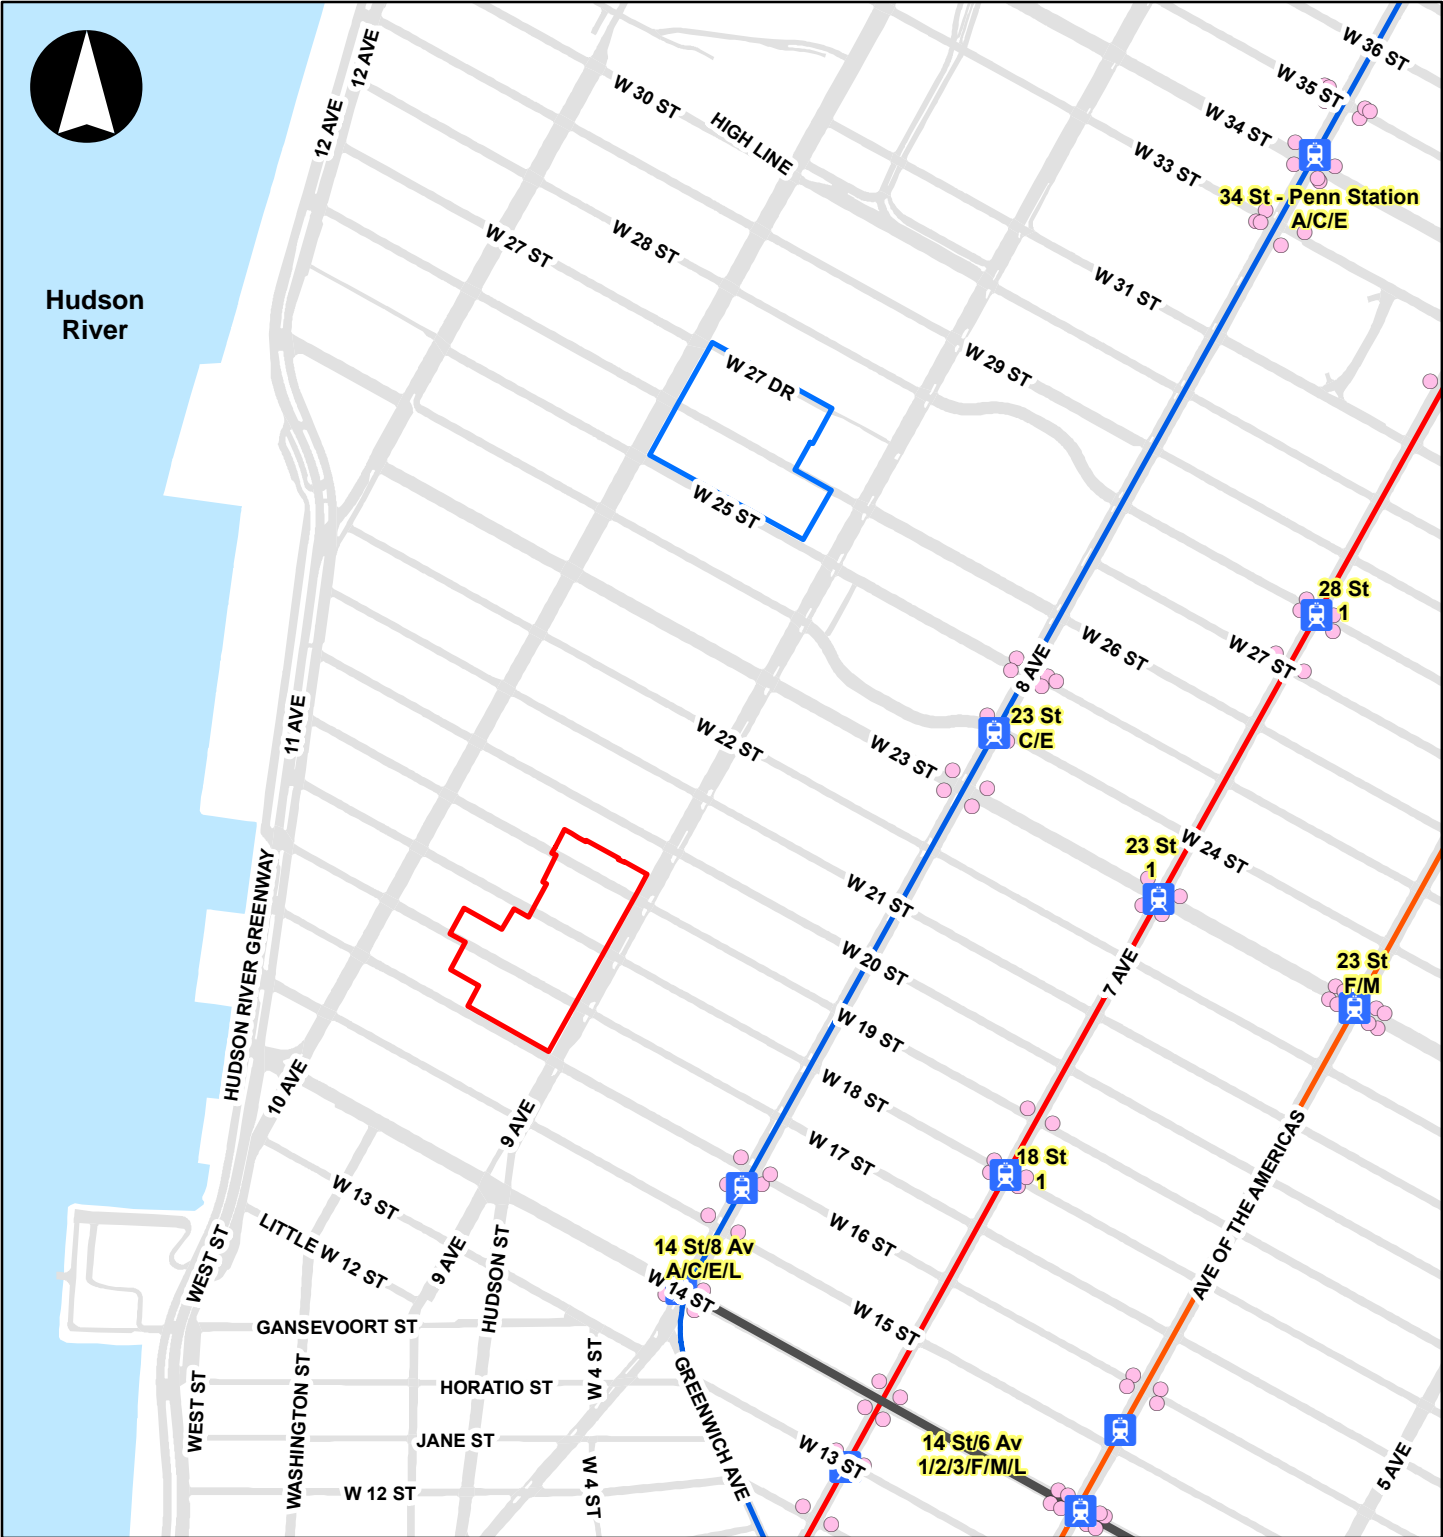 12 AVE
12 AVE
W 30 ST
HIGH LINE
W 36 ST
W 35 ST
W 34 ST
W 33 ST
34 St - Penn Station
A/C/E
W 27 ST
W 28 ST
W 31 ST
Hudson
River
W 27 DR
W 29 ST
W 25 ST
28 St
1
W 26 ST
W 27 ST
8 AVE
23 St
C/E
11 AVE
W 22 ST
W 23 ST
23 St
1
W 24 ST
W 21 ST
HUDSON RIVER GREENWAY
W 20 ST
7 AVE
23 St
F/M
W 19 ST
10 AVE
W 18 ST
9 AVE
W 17 ST
18 St
1
AVE OF THE AMERICAS
W 13 ST
LITTLE W 12 ST
W 16 ST
WEST ST
9 AVE
HUDSON ST
14 St/8 Av
A/C/E/L
W 14 ST
GANSEVOORT ST
W 15 ST
WEST ST
WASHINGTON ST
HORATIO ST
W 4 ST
GREENWICH AVE
JANE ST
W 13 ST
14 St/6 Av
1/2/3/F/M/L
W 12 ST
W 4 ST
5 AVE